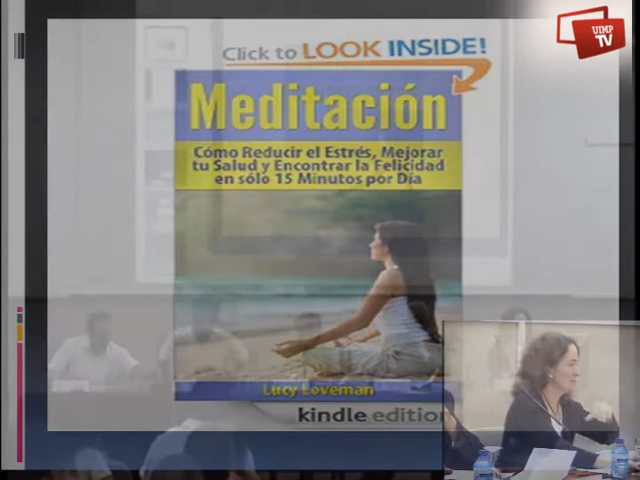 UIMP
TV
Click to LOOK INSIDE!
Meditación
Cómo Reducir el Estrés, Mejorar
tu Salud y Encontrar la Felicidad
en sólo 15 Minutos por Día
Lucy Loveman
kindle edition